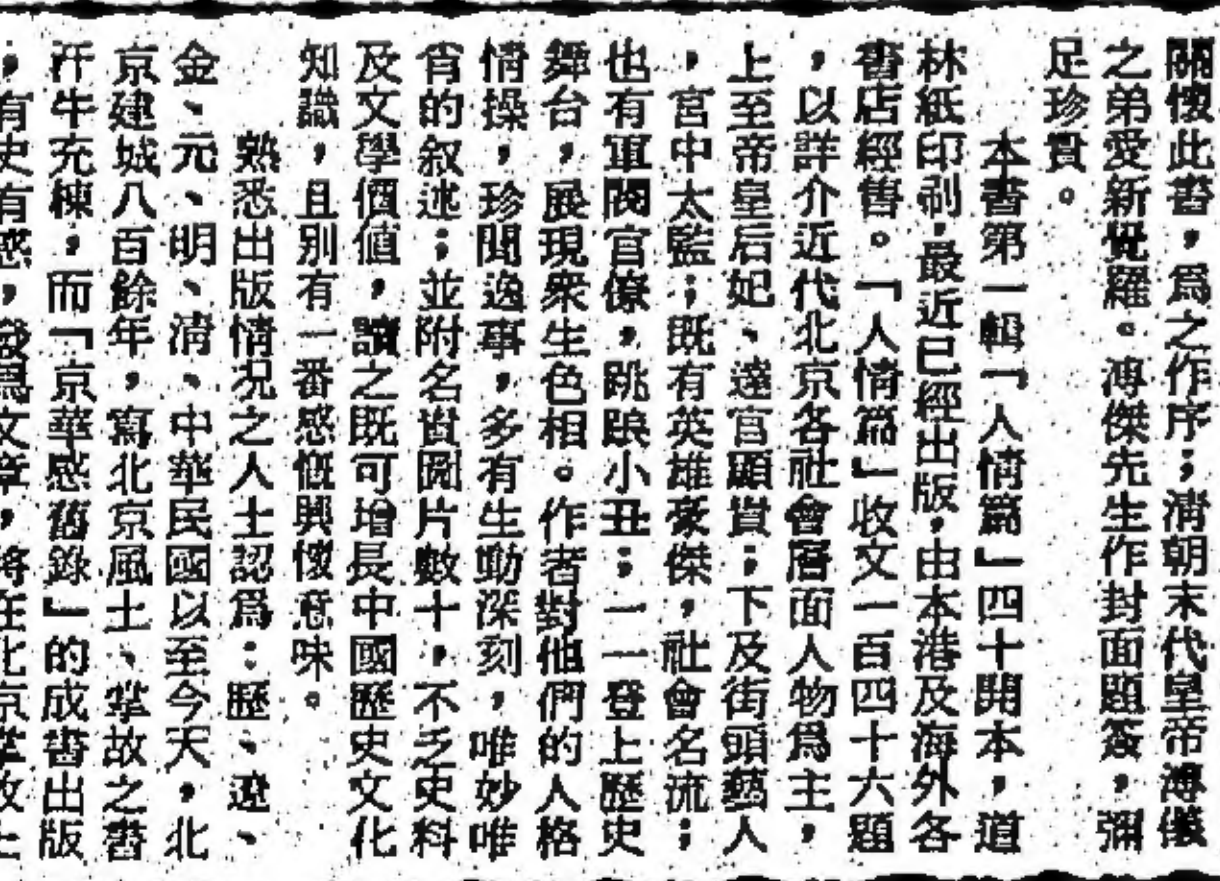 關懷此書，爲之作序；清朝末代皇帝溥儀
之弟愛新覺羅。溥傑先生作封面題簽，彌
足珍貴。
本書第一輯「人情篇」四十開本，道
林紙印刷，最近已經出版，由本港及海外各
書店經售。「人情篇」收文一百四十六題
，以詳介近代北京各社會層面人物爲主，
上至帝皇后妃、達官顯貴；下及街頭藝人
，宮中太監；既有英雄豪傑，社會名流；
也有軍閥官僚，跳踉小丑；一一登上歷史
舞台，展現衆生色相。作者對他們的人格
情操，珍聞逸事，多有生動深刻，唯妙唯
肖的叙述；並附名貴圖片數十，不乏史料
及文學價值，讀之既可增長中國歷史文化
知識，且别有一番感慨興懷意味。
熟悉出版情况之人士認爲：歷、遼、
金、元、明、清、中華民國以至今天，北
京建城八百餘年，寫北京風土、掌故之書
汗牛充棟，而「京華感舊錄」的成書出版
，有史有感，文章，將在北京掌故上